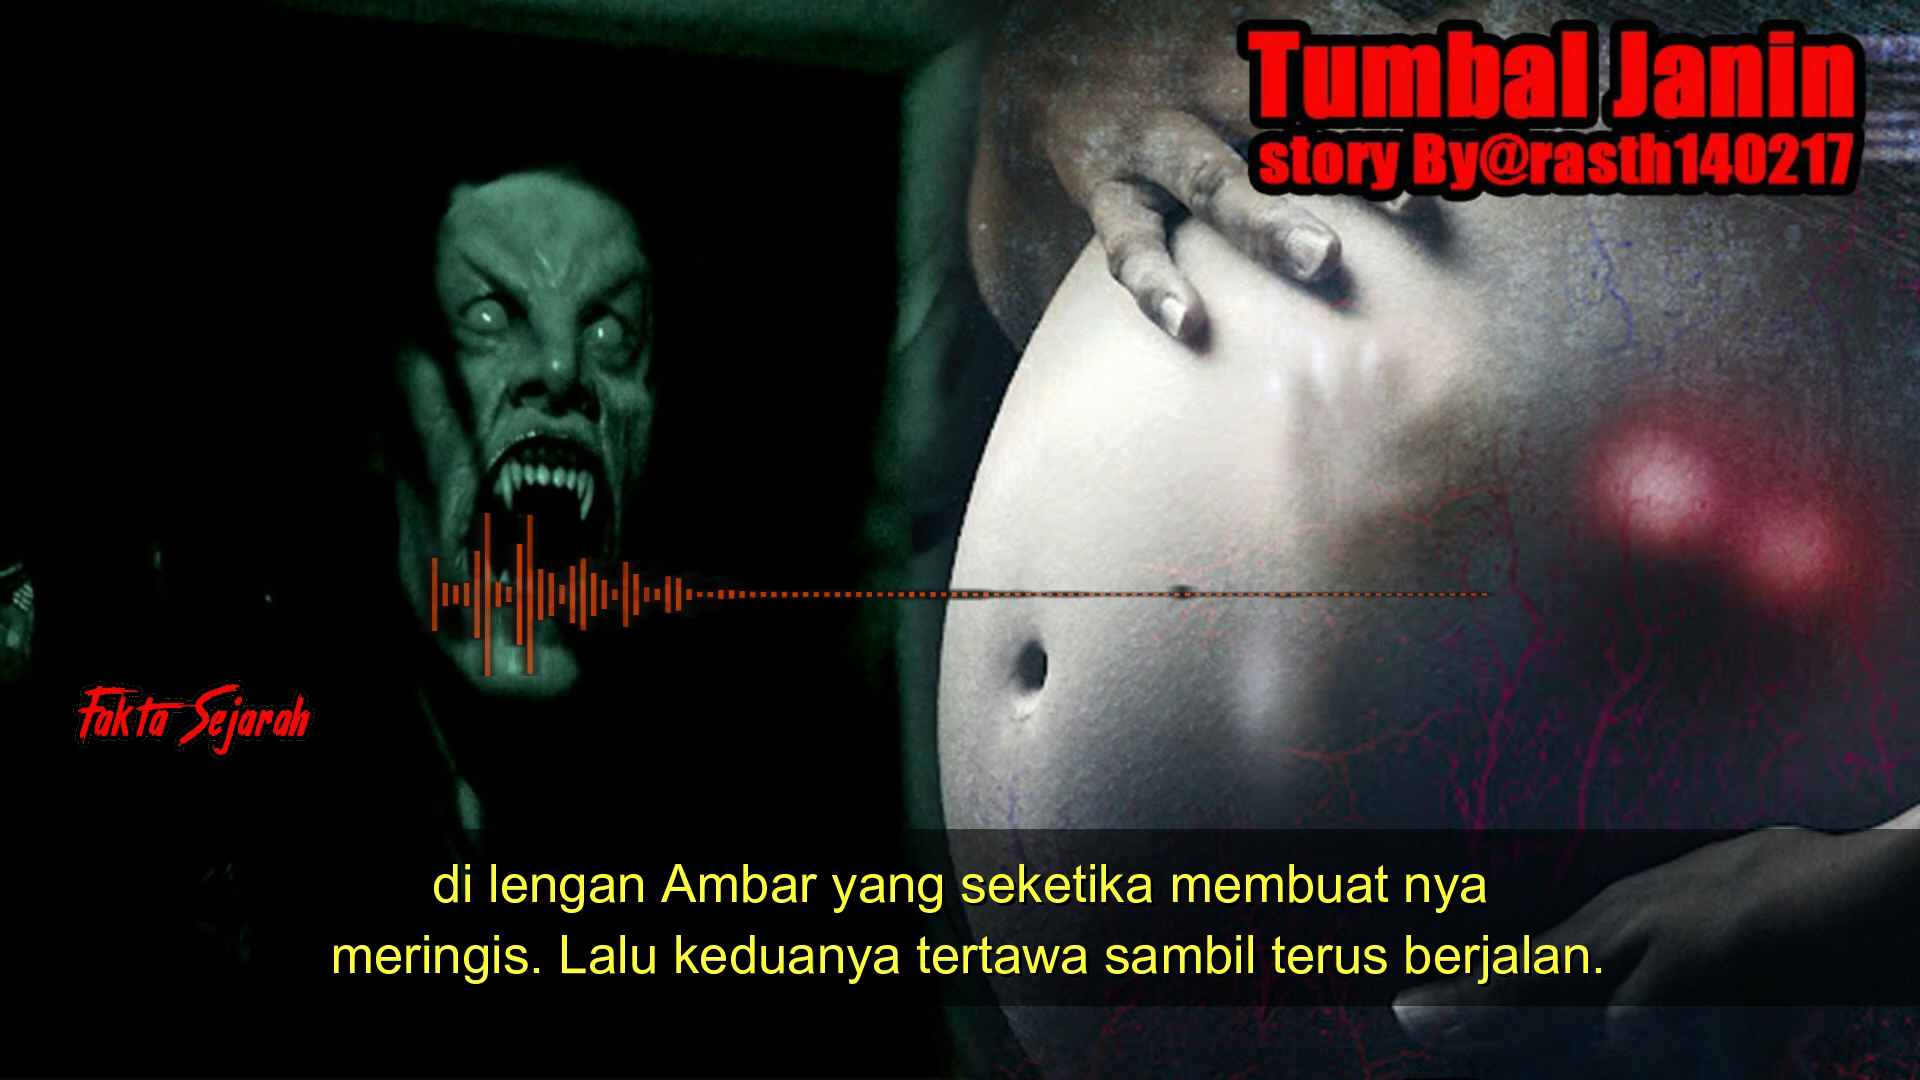 Tumbal Janin
story By@rasth140217
Fakta Sejarah
di lengan Ambar yang seketika membuat nya
meringis. Lalu keduanya tertawa sambil terus berjalan.